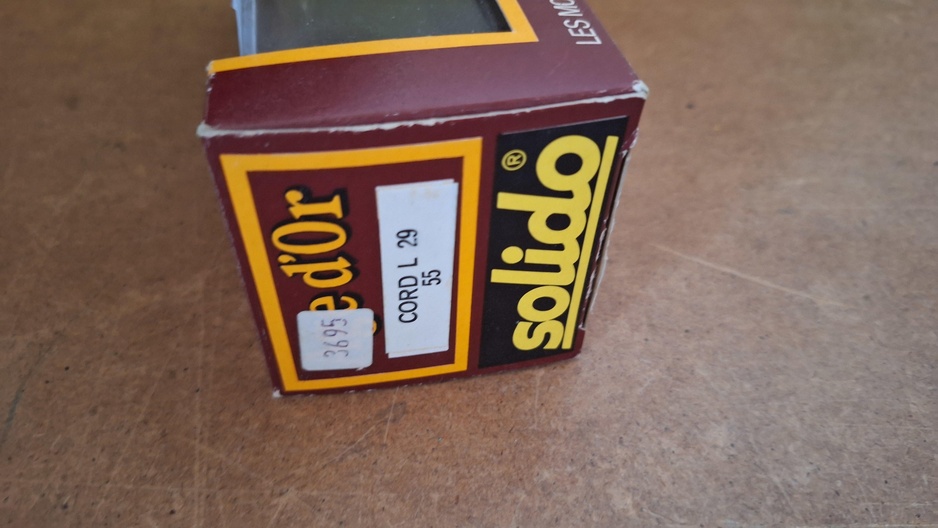 LES MO
e d'Or
3695
CORD L 29
55
solido®